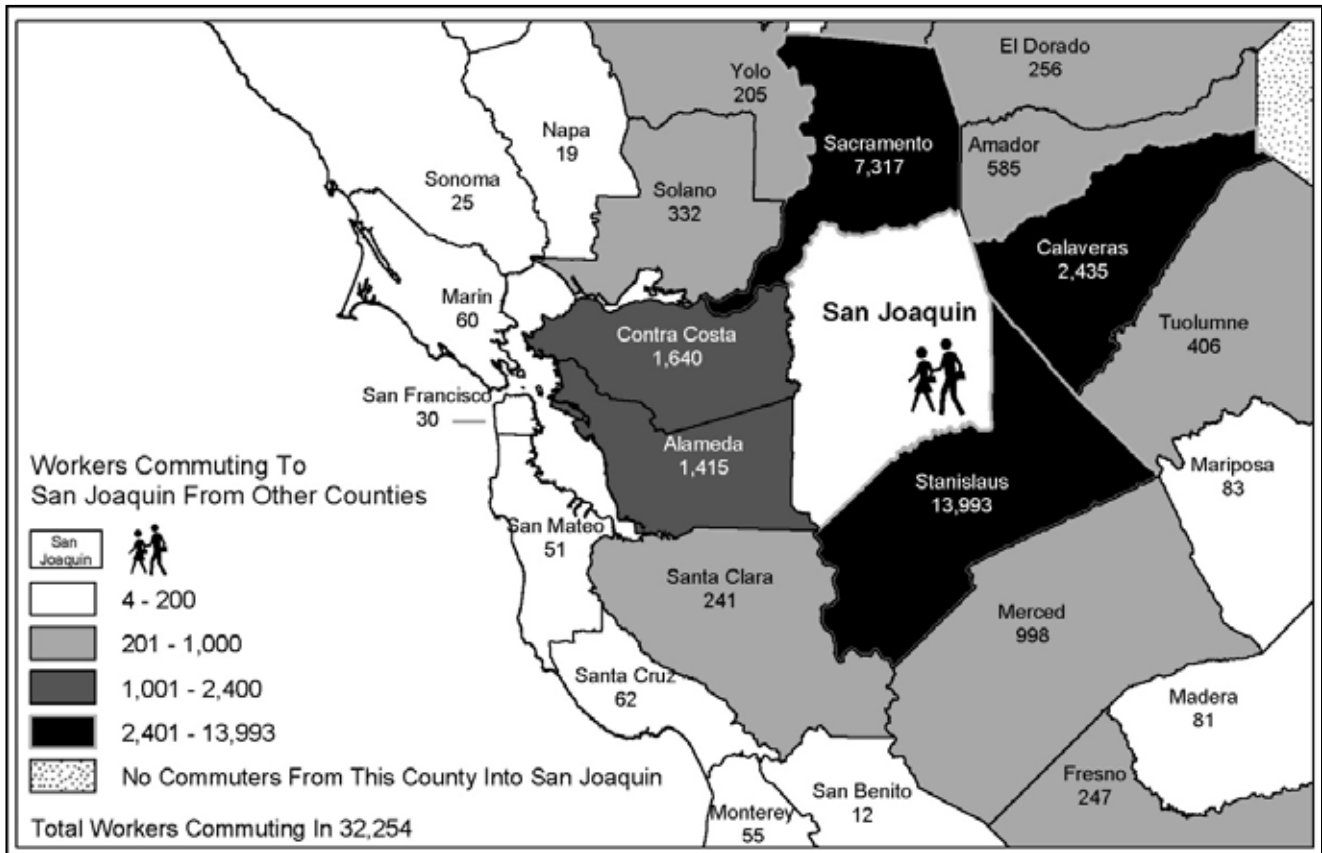 El Dorado
256
Yolo
205
Napa
19
Sacramento
7,317
Amador
585
Sonoma
25
Solano
332
Calaveras
2,435
Marin
60
San Joaquin
Contra Costa
1,640
Tuolumne
406
San Francisco
30
Alameda
1,415
Stanislaus
13,993
Mariposa
83
San Mateo
51
Santa Clara
241
Merced
998
Santa Cruz
62
Madera
81
Fresno
247
San Benito
12
Monterey
55
Workers Commuting To
San Joaquin From Other Counties
San
Joaquin
4 - 200
201 - 1,000
1,001 - 2,400
2,401 - 13,993
No Commuters From This County Into San Joaquin
Total Workers Commuting In 32,254